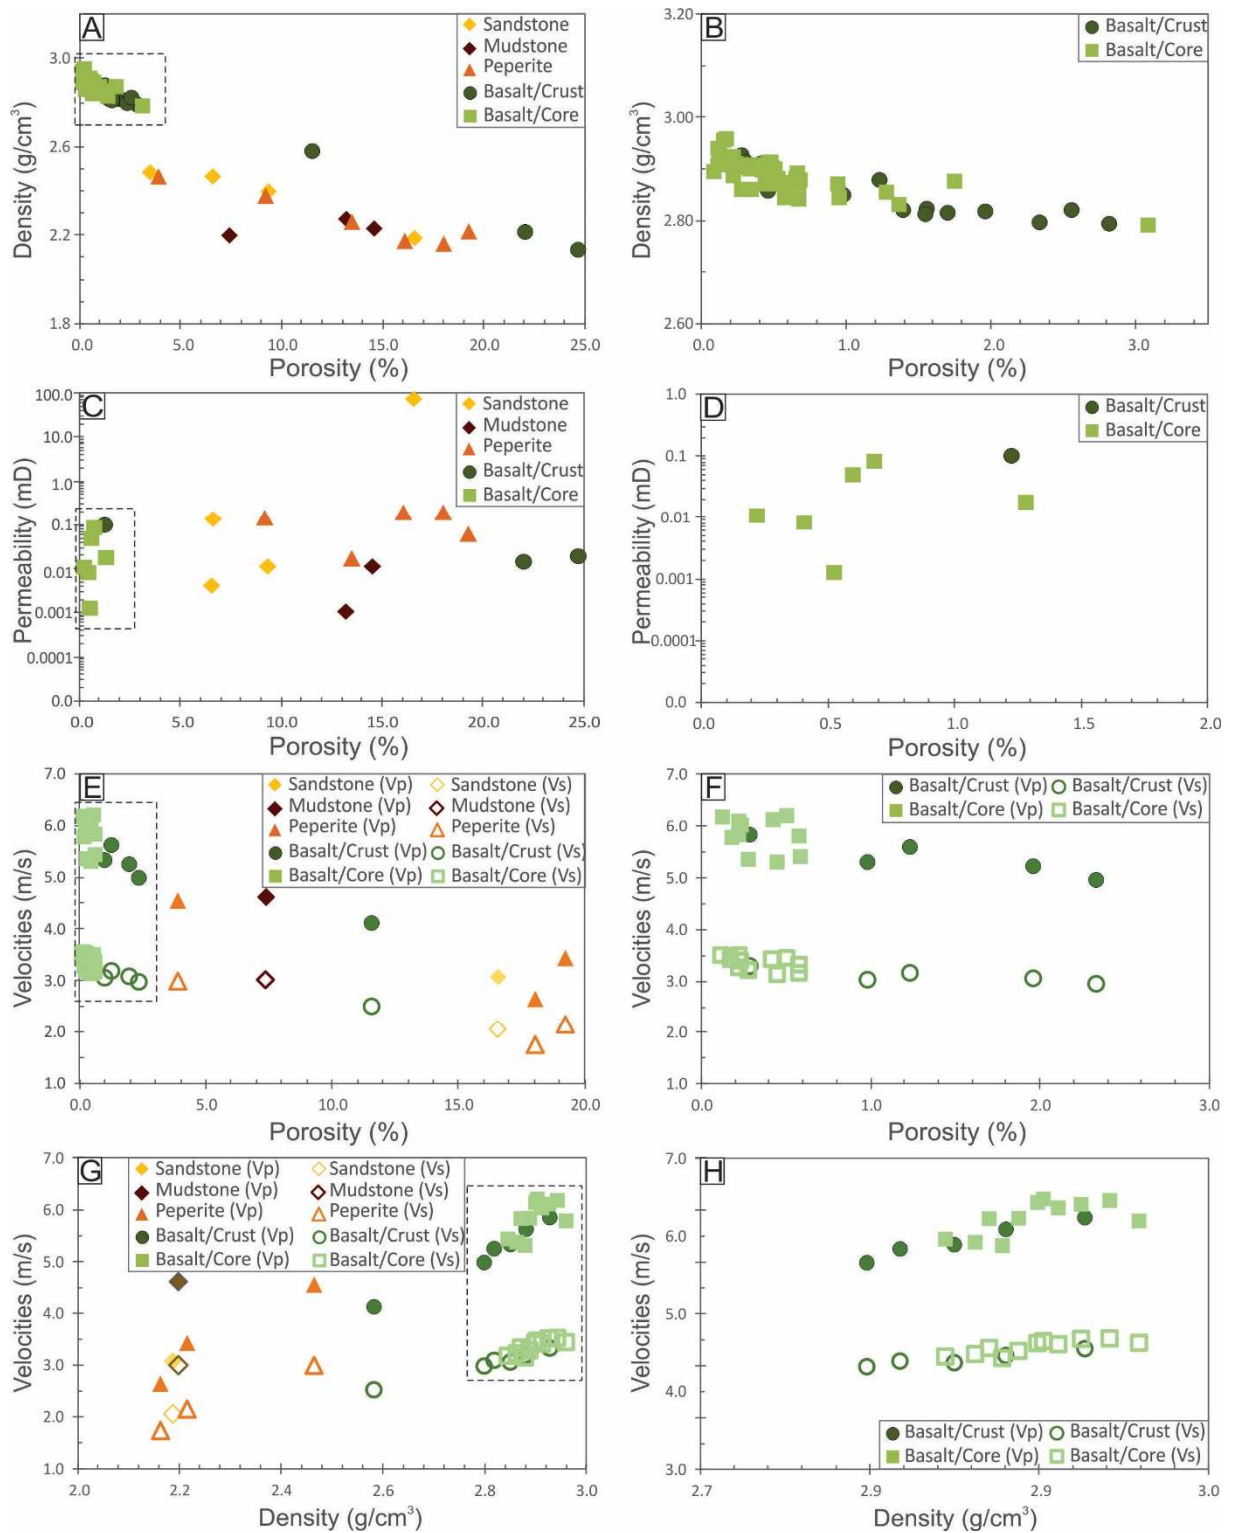 A
Sandstone
Mudstone
Peperite
Basalt/Crust
Basalt/Core
3.0
2.6
2.2
1.8
Density (g/cm³)
0.0 5.0 10.0 15.0 20.0 25.0
Porosity (%)
B
Basalt/Crust
Basalt/Core
3.20
3.00
2.80
2.60
Density (g/cm³)
0.0 1.0 2.0 3.0
Porosity (%)
C
Sandstone
Mudstone
Peperite
Basalt/Crust
Basalt/Core
100.0
10.0
1.0
0.1
0.01
0.001
0.0001
0.0
Permeability (mD)
0.0 5.0 10.0 15.0 20.0 25.0
Porosity (%)
D
Basalt/Crust
Basalt/Core
1.0
0.1
0.01
0.001
0.0001
0.0
Permeability (mD)
0.0 0.5 1.0 1.5 2.0
Porosity (%)
E
Sandstone (Vp) Sandstone (Vs)
Mudstone (Vp) Mudstone (Vs)
Peperite (Vp) Peperite (Vs)
Basalt/Crust (Vp) Basalt/Crust (Vs)
Basalt/Core (Vp) Basalt/Core (Vs)
7.0
6.0
5.0
4.0
3.0
2.0
1.0
Velocities (m/s)
0.0 5.0 10.0 15.0 20.0
Porosity (%)
F
Basalt/Crust (Vp) Basalt/Crust (Vs)
Basalt/Core (Vp) Basalt/Core (Vs)
7.0
6.0
5.0
4.0
3.0
2.0
1.0
Velocities (m/s)
0.0 1.0 2.0 3.0
Porosity (%)
G
Sandstone (Vp) Sandstone (Vs)
Mudstone (Vp) Mudstone (Vs)
Peperite (Vp) Peperite (Vs)
Basalt/Crust (Vp) Basalt/Crust (Vs)
Basalt/Core (Vp) Basalt/Core (Vs)
7.0
6.0
5.0
4.0
3.0
2.0
1.0
Velocities (m/s)
2.0 2.2 2.4 2.6 2.8 3.0
Density (g/cm³)
H
7.0
6.0
5.0
4.0
3.0
Velocities (m/s)
Basalt/Crust (Vp) Basalt/Crust (Vs)
Basalt/Core (Vp) Basalt/Core (Vs)
2.7 2.9 2.9 3.0
Density (g/cm³)